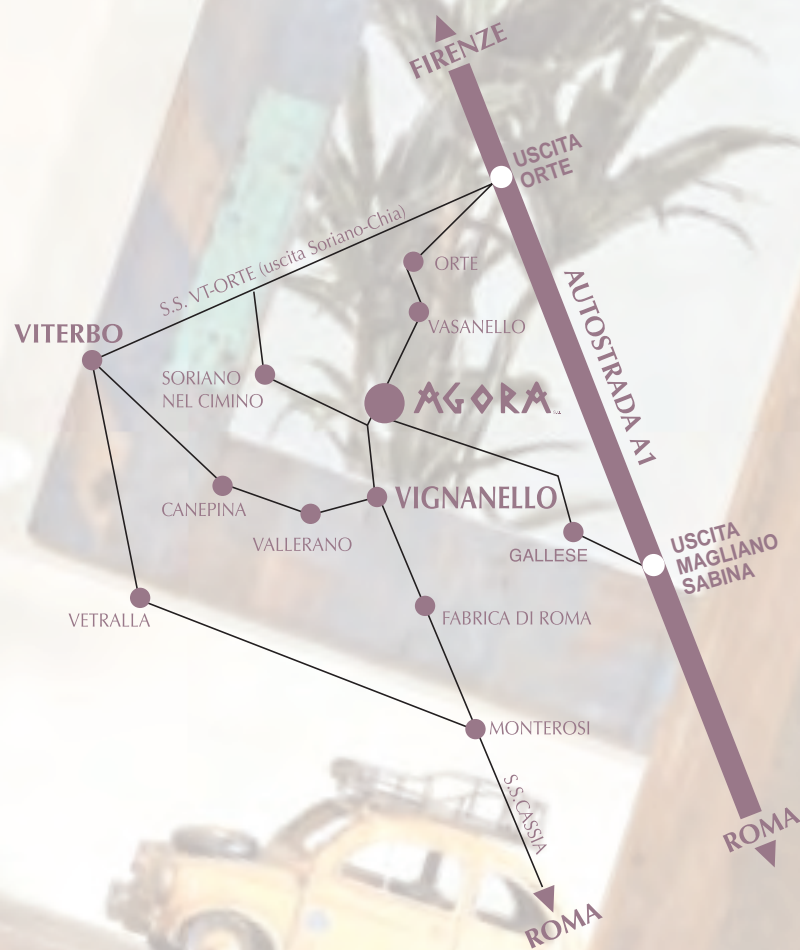 FIRENZE
USCITA
ORTE
S.S. VT-ORTE (uscita Soriano-Chia)
ORTE
AUTOSTRADA A1
VASANELLO
VITERBO
SORIANO
NEL CIMINO
AGORA
CANEPINA
VIGNANELLO
VALLERANO
GALLESE
USCITA
MAGLIANO
SABINA
VETRALLA
FABRICA DI ROMA
MONTEROSI
S.S.CASSIA
ROMA
ROMA